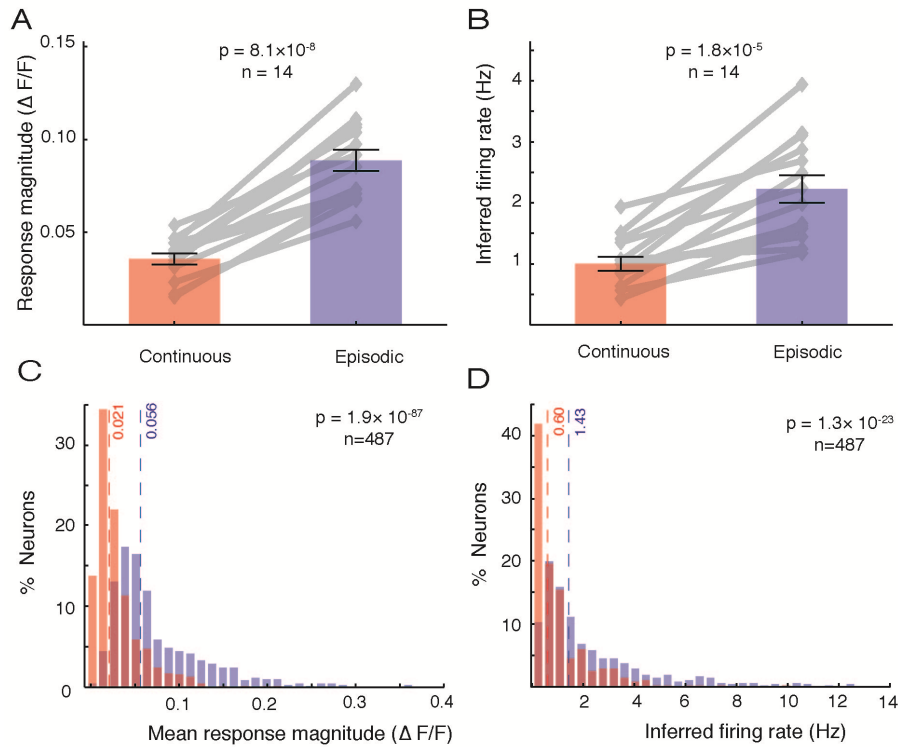 A
Response magnitude (Δ F/F)
0.15
0.10
0.05
p = 8.1×10-8
n = 14
Continuous
Episodic
B
Inferred firing rate (Hz)
4
3
2
1
p = 1.8×10-5
n = 14
Continuous
Episodic
C
% Neurons
30
20
10
0
0.021
0.056
p = 1.9× 10-87
n=487
0.1
0.2
0.3
0.4
Mean response magnitude (Δ F/F)
D
% Neurons
40
30
20
10
0.60
1.43
p = 1.3× 10-23
n=487
2
4
6
8
10
12
14
Inferred firing rate (Hz)